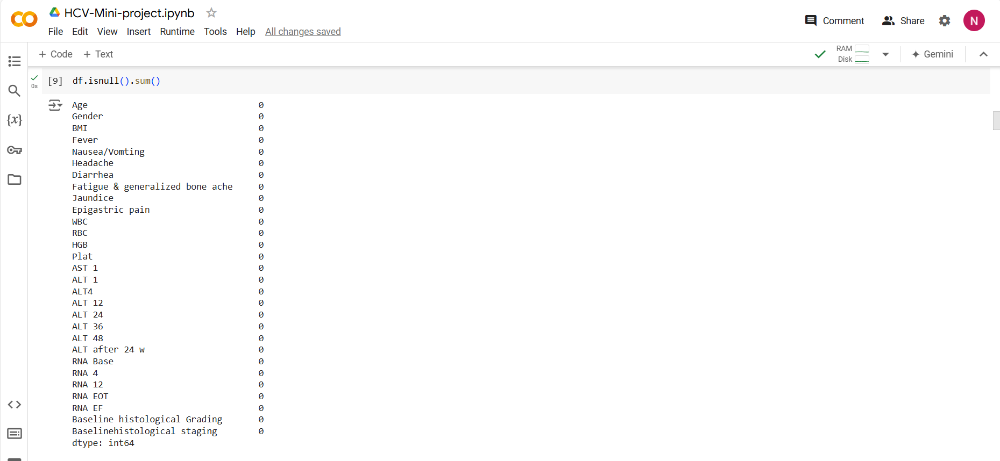 HCV-Mini-project.ipynb
File Edit View Insert Runtime Tools Help All changes saved
Comment Share N
+ Code + Text
RAM
Disk
Gemini
0s
[9] df.isnull().sum()
Age 0
Gender 0
BMI 0
Fever 0
Nausea/Vomting 0
Headache 0
Diarrhea 0
Fatigue & generalized bone ache 0
Jaundice 0
Epigastric pain 0
WBC 0
RBC 0
HGB 0
Plat 0
AST 1 0
ALT 1 0
ALT4 0
ALT 12 0
ALT 24 0
ALT 36 0
ALT 48 0
ALT after 24 w 0
RNA Base 0
RNA 4 0
RNA 12 0
RNA EOT 0
RNA EF 0
Baseline histological Grading 0
Baselinehistological staging 0
dtype: int64